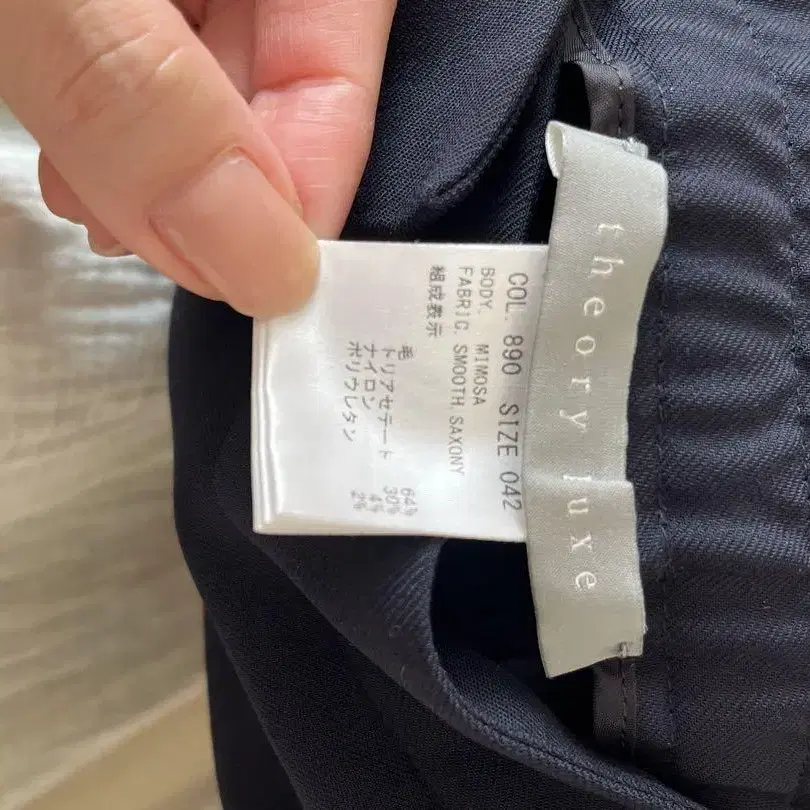 theory luxe
COL. 890 SIZE 042
BODY. MIMOSA
FABRIC. SMOOTH SAXONY
組成表示
毛 64%
トリアセテート 30%
ナイロン 4%
ポリウレタン 2%